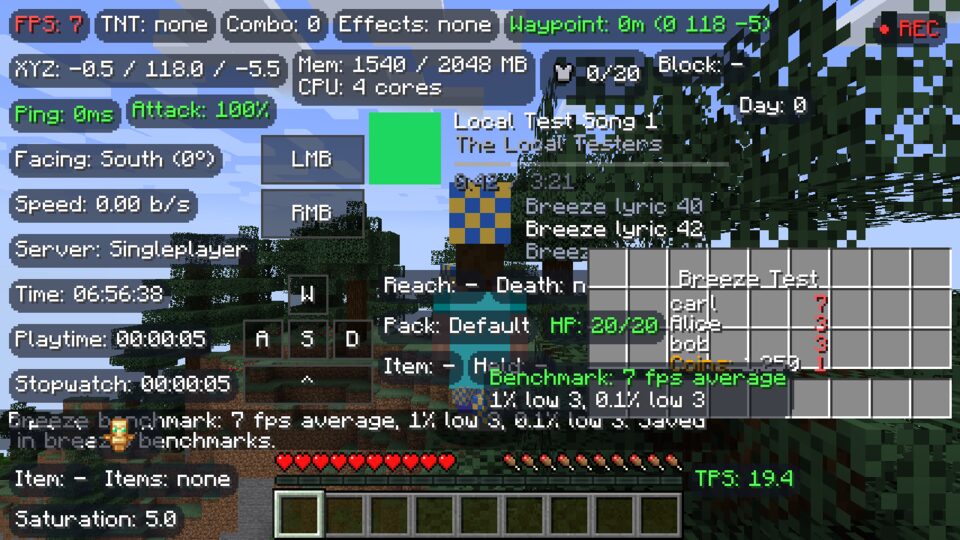 FPS: 7
TNT: none
Combo: 0
Effects: none
Waypoint: 0m (0 118 -5)
REC
XYZ: -0.5 / 118.0 / -5.5
Mem: 1540 / 2048 MB
CPU: 4 cores
0/20
Block: -
Ping: 0ms
Attack: 100%
Day: 0
Local Test Song 1
The Local Testers
0:42
3:21
Facing: South (0°)
LMB
Speed: 0.00 b/s
RMB
Breeze lyric 40
Breeze lyric 42
Breeze
Server: Singleplayer
Time: 06:56:38
W
Reach: -
Death: n
Breeze Test
carl 7
Alice 3
bob 3
Coins: 1,250 1
Pack: Default
HP: 20/20
Playtime: 00:00:05
A
S
D
Item: -
Held: -
Stopwatch: 00:00:05
^
Benchmark: 7 fps average
1% low 3, 0.1% low 3
Breeze benchmark: 7 fps average, 1% low 3, 0.1% low 3. Saved
in breeze benchmarks.
Item: -
Items: none
TPS: 19.4
Saturation: 5.0